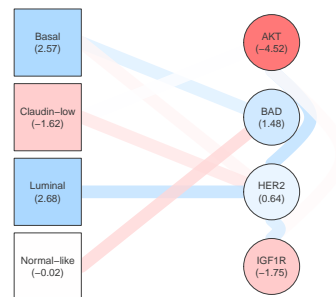 Basal
(2.57)
AKT
(−4.52)
Claudin−low
(−1.62)
BAD
(1.48)
Luminal
(2.68)
HER2
(0.64)
Normal−like
(−0.02)
IGF1R
(−1.75)